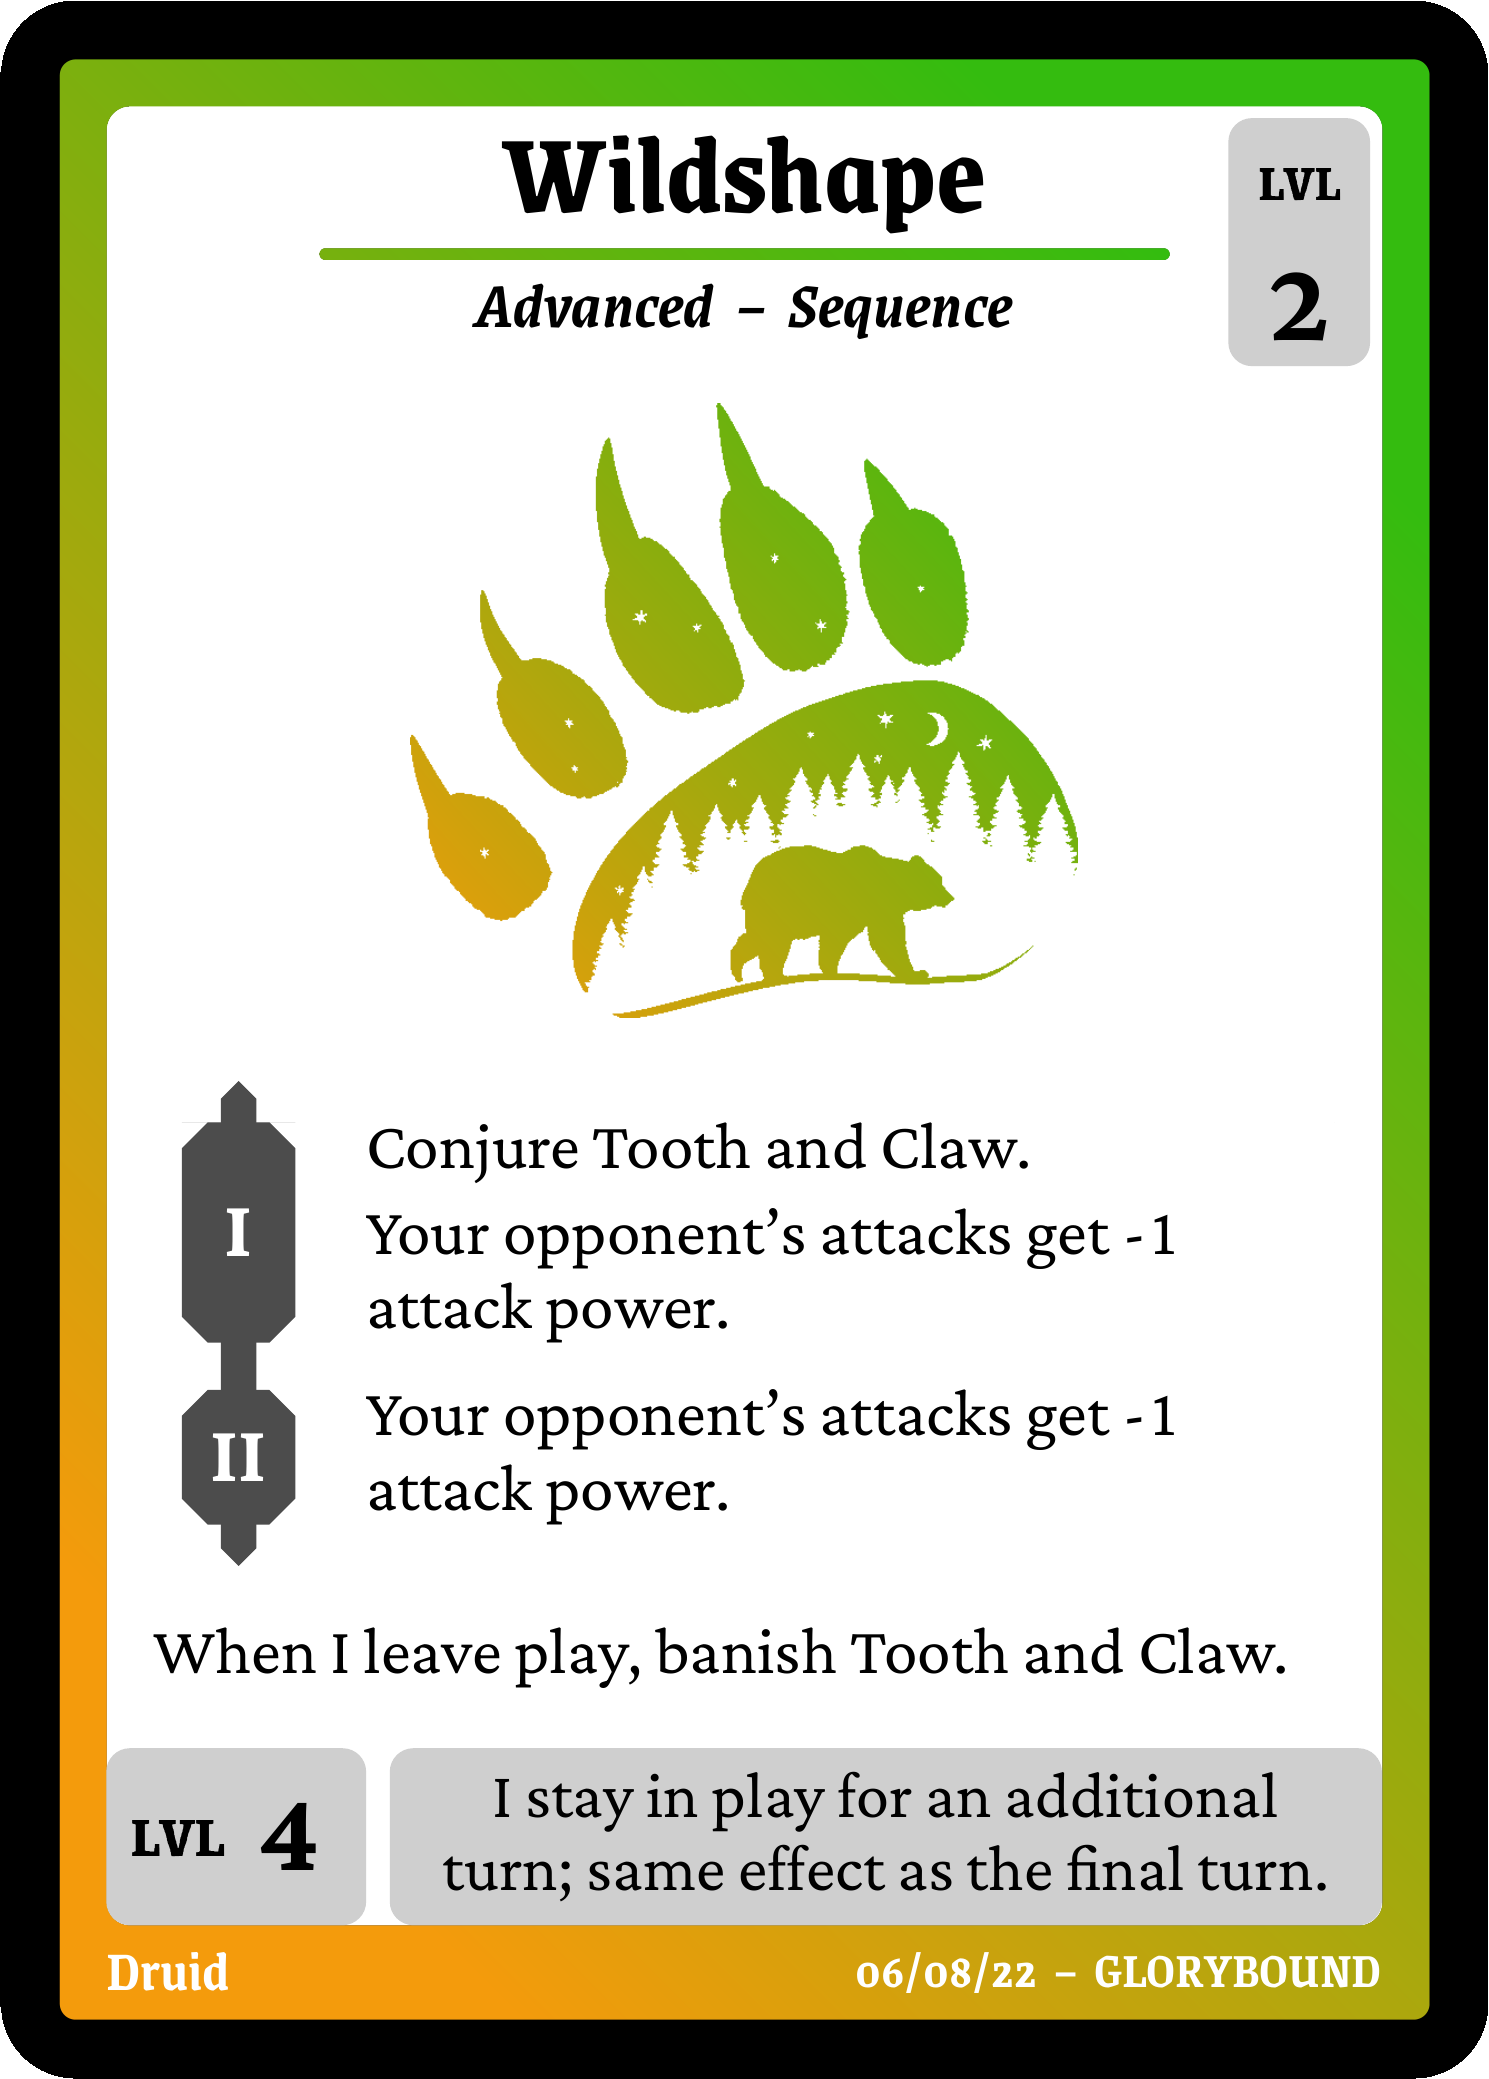 Wildshape
LVL
2
Advanced – Sequence
I
Conjure Tooth and Claw.
Your opponent’s attacks get -1
attack power.
II
Your opponent’s attacks get -1
attack power.
When I leave play, banish Tooth and Claw.
LVL 4
I stay in play for an additional
turn; same effect as the final turn.
Druid
06/08/22 – GLORYBOUND